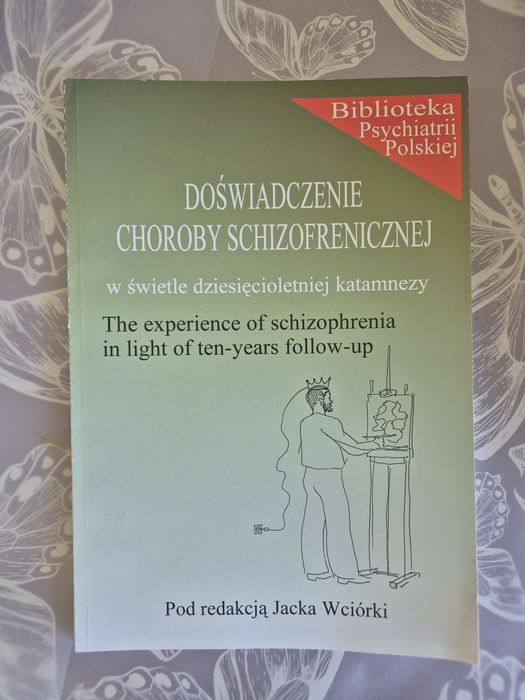 Biblioteka
Psychiatrii
Polskiej
DOŚWIADCZENIE
CHOROBY SCHIZOFRENICZNEJ
w świetle dziesięcioletniej katamnezy
The experience of schizophrenia
in light of ten-years follow-up
Pod redakcją Jacka Wciórki